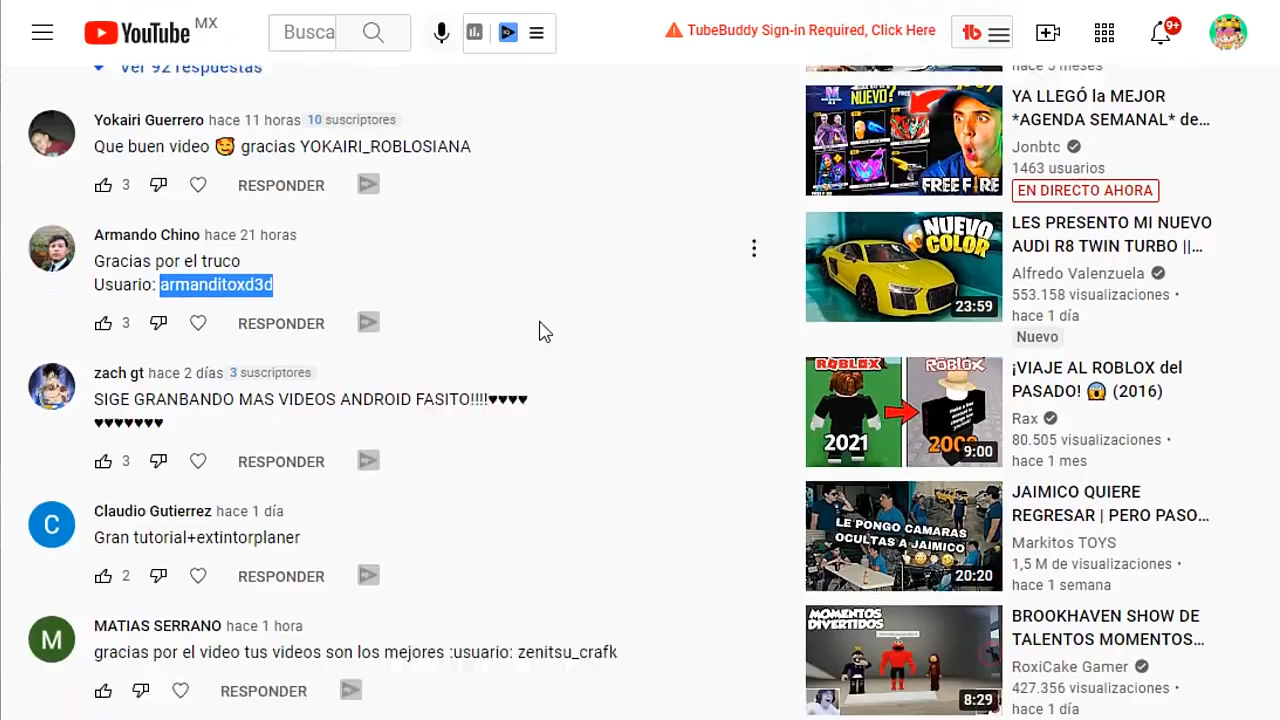 YouTube MX
Busca
TubeBuddy Sign-in Required, Click Here
9+
Ver 92 respuestas
Yokairi Guerrero hace 11 horas 10 suscriptores
Que buen video 🥰 gracias YOKAIRI_ROBLOSIANA
3 RESPONDER
Armando Chino hace 21 horas
Gracias por el truco
Usuario: armanditoxd3d
3 RESPONDER
zach gt hace 2 días 3 suscriptores
SIGE GRANBANDO MAS VIDEOS ANDROID FASITO!!!!♥♥♥♥
♥♥♥♥♥♥♥
3 RESPONDER
C
Claudio Gutierrez hace 1 día
Gran tutorial+extintorplaner
2 RESPONDER
M
MATIAS SERRANO hace 1 hora
gracias por el video tus videos son los mejores :usuario: zenitsu_crafk
RESPONDER
hace 5 meses
NUEVO?
FREE FIRE
YA LLEGÓ la MEJOR
*AGENDA SEMANAL* de...
Jonbtc
1463 usuarios
EN DIRECTO AHORA
NUEVO
COLOR
23:59
LES PRESENTO MI NUEVO
AUDI R8 TWIN TURBO ||...
Alfredo Valenzuela
553.158 visualizaciones •
hace 1 día
Nuevo
ROBLOX ROBLOX
2021
9:00
¡VIAJE AL ROBLOX del
PASADO! 😱 (2016)
Rax
80.505 visualizaciones •
hace 1 mes
LE PONGO CAMARAS
OCULTAS A JAIMICO
20:20
JAIMICO QUIERE
REGRESAR | PERO PASO...
Markitos TOYS
1,5 M de visualizaciones •
hace 1 semana
MOMENTOS
DIVERTIDOS
8:29
BROOKHAVEN SHOW DE
TALENTOS MOMENTOS...
RoxiCake Gamer
427.356 visualizaciones •
hace 1 día